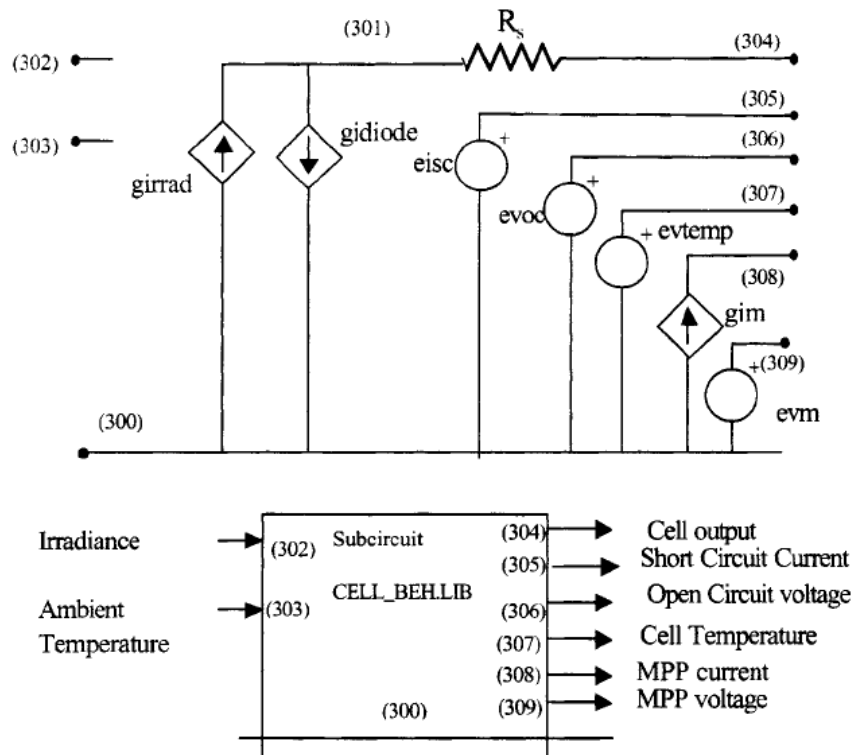 (301)
R_s
(302)
(304)
(305)
(303)
girrad
gidiode
eisc
(306)
evoc
(307)
evtemp
(308)
gim
(309)
evm
(300)
Irradiance
(302)
Subcircuit
(304)
Cell output
(305)
Short Circuit Current
CELL_BEH.LIB
Ambient
Temperature
(303)
(306)
Open Circuit voltage
(307)
Cell Temperature
(308)
MPP current
(300)
(309)
MPP voltage